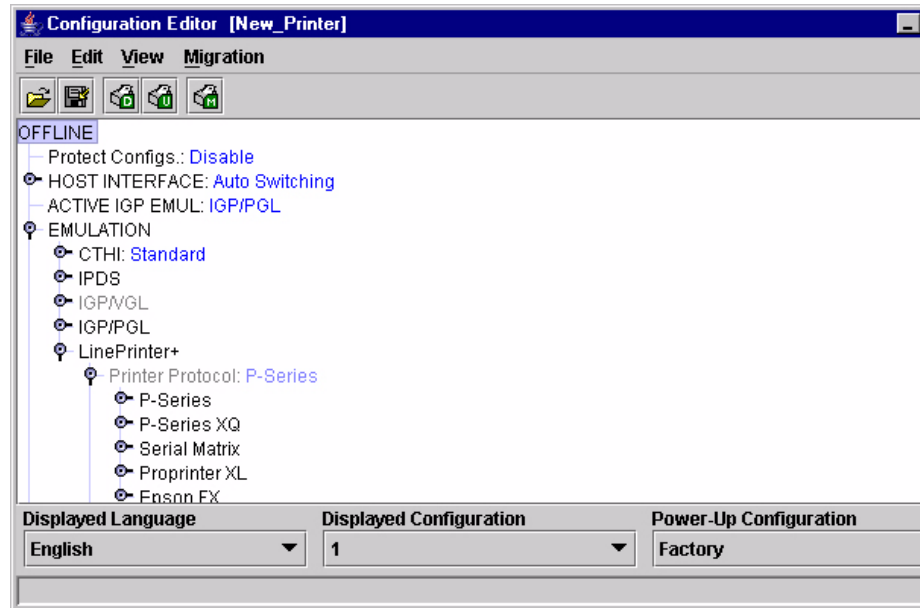 Configuration Editor [New_Printer]
File Edit View Migration
D U M
OFFLINE
Protect Configs.: Disable
HOST INTERFACE: Auto Switching
ACTIVE IGP EMUL: IGP/PGL
EMULATION
CTHI: Standard
IPDS
IGP/VGL
IGP/PGL
LinePrinter+
Printer Protocol: P-Series
P-Series
P-Series XQ
Serial Matrix
Proprinter XL
Epson FX
Displayed Language Displayed Configuration Power-Up Configuration
English 1 Factory